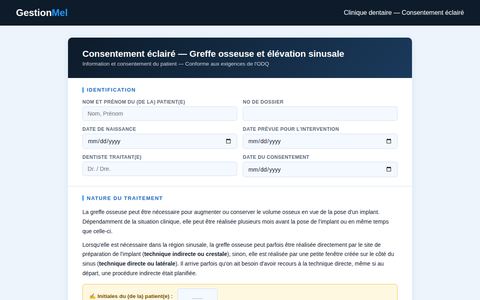 GestionMel
Clinique dentaire — Consentement éclairé
Consentement éclairé — Greffe osseuse et élévation sinusale
Information et consentement du patient — Conforme aux exigences de l'ODQ
IDENTIFICATION
NOM ET PRÉNOM DU (DE LA) PATIENT(E)
NO DE DOSSIER
Nom, Prénom
DATE DE NAISSANCE
DATE PRÉVUE POUR L'INTERVENTION
mm/dd/yyyy
mm/dd/yyyy
DENTISTE TRAITANT(E)
DATE DU CONSENTEMENT
Dr. / Dre.
mm/dd/yyyy
NATURE DU TRAITEMENT
La greffe osseuse peut être nécessaire pour augmenter ou conserver le volume osseux en vue de la pose d'un implant.
Dépendamment de la situation clinique, elle peut être réalisée plusieurs mois avant la pose de l'implant ou en même temps
que celle-ci.
Lorsqu'elle est nécessaire dans la région sinusale, la greffe osseuse peut parfois être réalisée directement par le site de
préparation de l'implant (technique indirecte ou crestale), sinon, elle est réalisée par une petite fenêtre créée sur le côté du
sinus (technique directe ou latérale). Il arrive parfois qu'on ait besoin d'avoir recours à la technique directe, même si au
départ, une procédure indirecte était planifiée.
✍ Initiales du (de la) patient(e) :